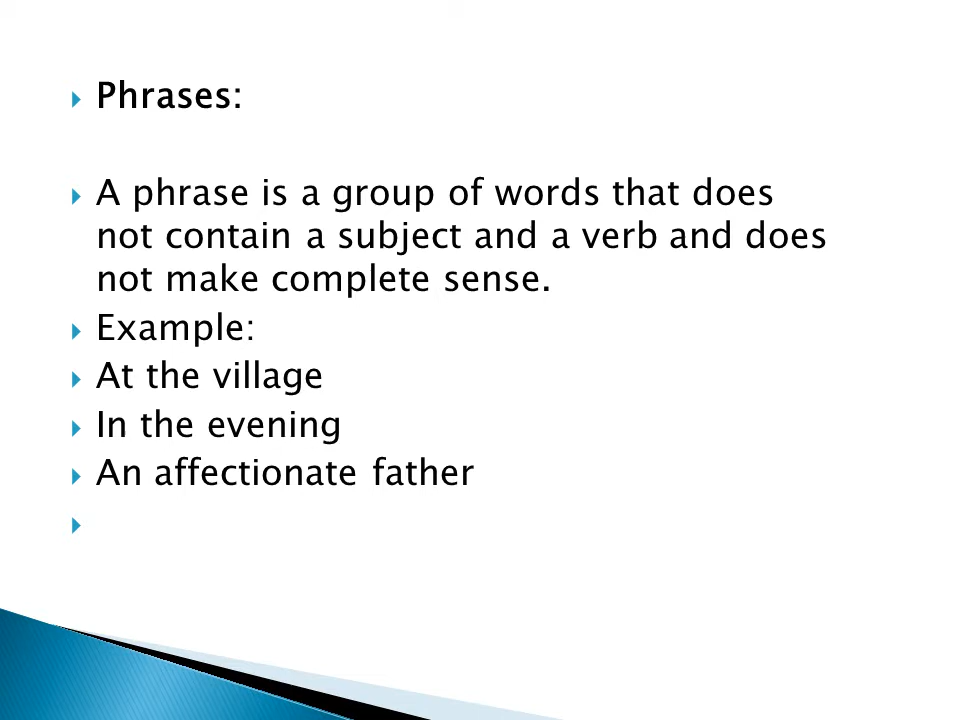 Phrases:
A phrase is a group of words that does
not contain a subject and a verb and does
not make complete sense.
Example:
At the village
In the evening
An affectionate father